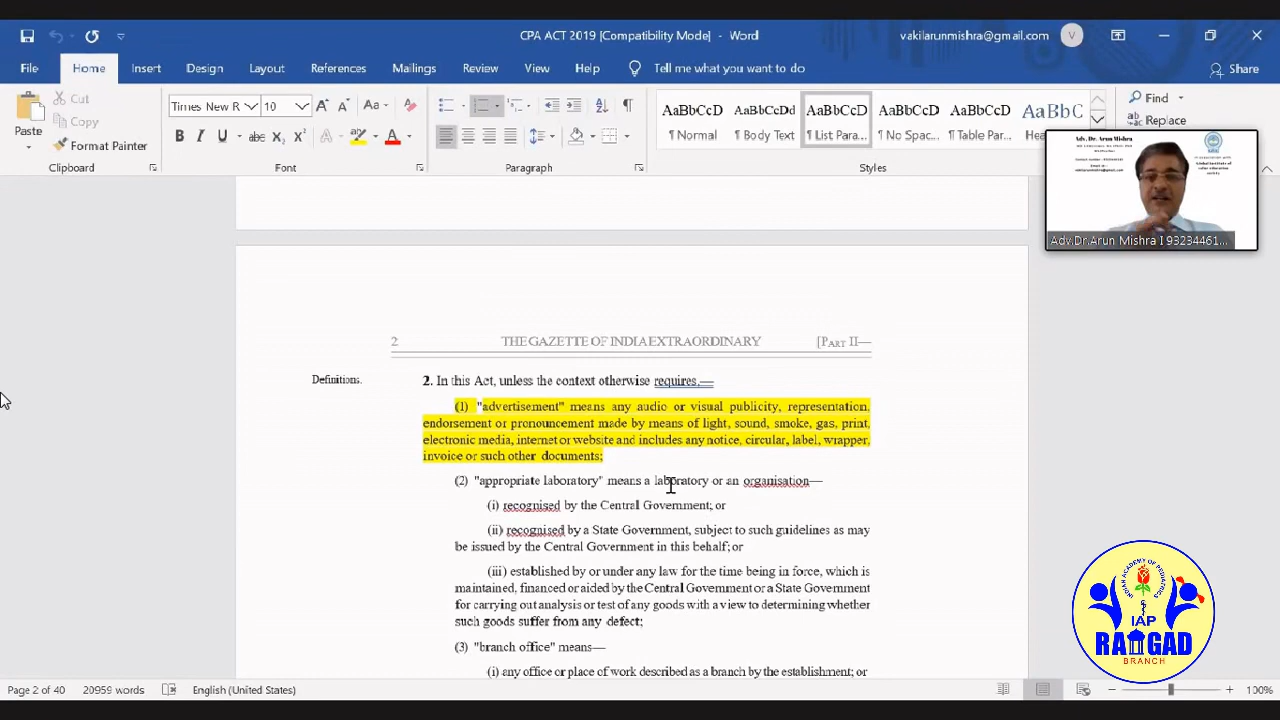 CPA ACT 2019 [Compatibility Mode] - Word
vakilarunmishra@gmail.com V
File Home Insert Design Layout References Mailings Review View Help Tell me what you want to do Share
Paste
Cut
Copy
Format Painter
Clipboard
Times New R 10
Aa
B I U abc X₂ X² A A
Font
Paragraph
AaBbCcD AaBbCcDd AaBbCcD AaBbCcD AaBbCcD AaBbC
¶ Normal ¶ Body Text ¶ List Para... ¶ No Spac... ¶ Table Par...
Styles
Find
Replace
Adv. Dr. Arun Mishra
Adv.Dr.Arun Mishra I 93234461...
2 THE GAZETTE OF INDIA EXTRAORDINARY [PART II—
Definitions. 2. In this Act, unless the context otherwise requires,—
(1) "advertisement" means any audio or visual publicity, representation,
endorsement or pronouncement made by means of light, sound, smoke, gas, print,
electronic media, internet or website and includes any notice, circular, label, wrapper,
invoice or such other documents;
(2) "appropriate laboratory" means a laboratory or an organisation—
(i) recognised by the Central Government; or
(ii) recognised by a State Government, subject to such guidelines as may
be issued by the Central Government in this behalf; or
(iii) established by or under any law for the time being in force, which is
maintained, financed or aided by the Central Government or a State Government
for carrying out analysis or test of any goods with a view to determining whether
such goods suffer from any defect;
(3) "branch office" means—
(i) any office or place of work described as a branch by the establishment; or
INDIAN ACADEMY OF PEDIATRICS
IAP
RAIGAD
BRANCH
Page 2 of 40 20959 words English (United States) 100%